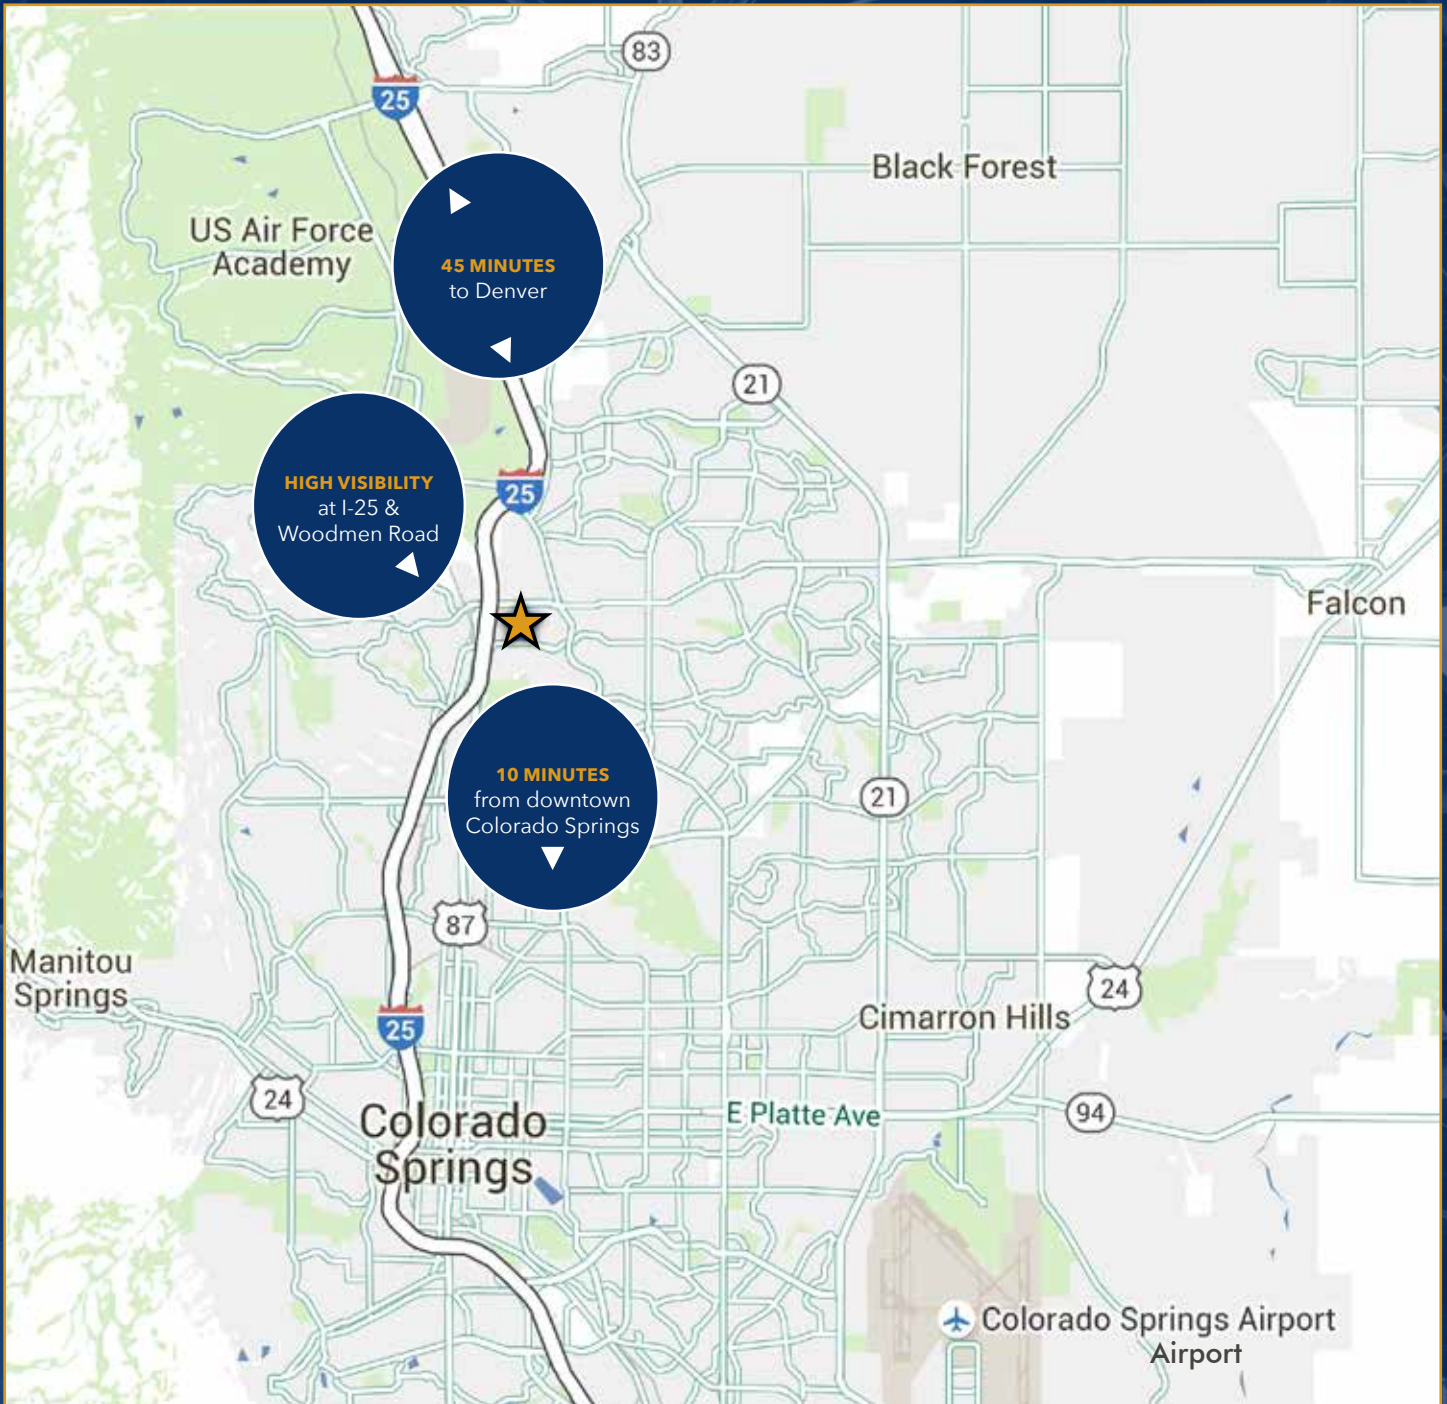 83
25
Black Forest
US Air Force
Academy
45 MINUTES
to Denver
21
HIGH VISIBILITY
at I-25 &
Woodmen Road
25
Falcon
10 MINUTES
from downtown
Colorado Springs
21
87
Manitou
Springs
24
Cimarron Hills
25
24
Colorado
Springs
E Platte Ave
94
Colorado Springs Airport
Airport